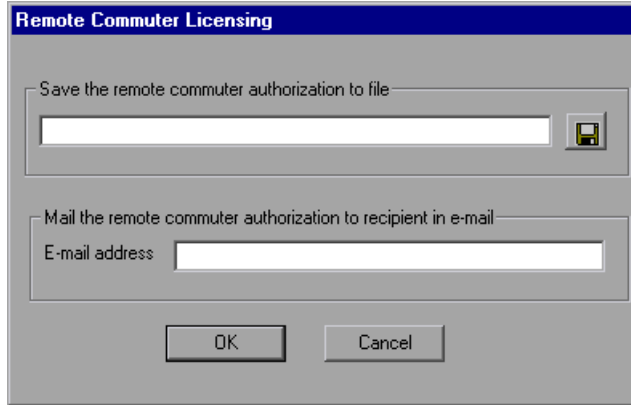 Remote Commuter Licensing
Save the remote commuter authorization to file
Mail the remote commuter authorization to recipient in e-mail
E-mail address
OK Cancel